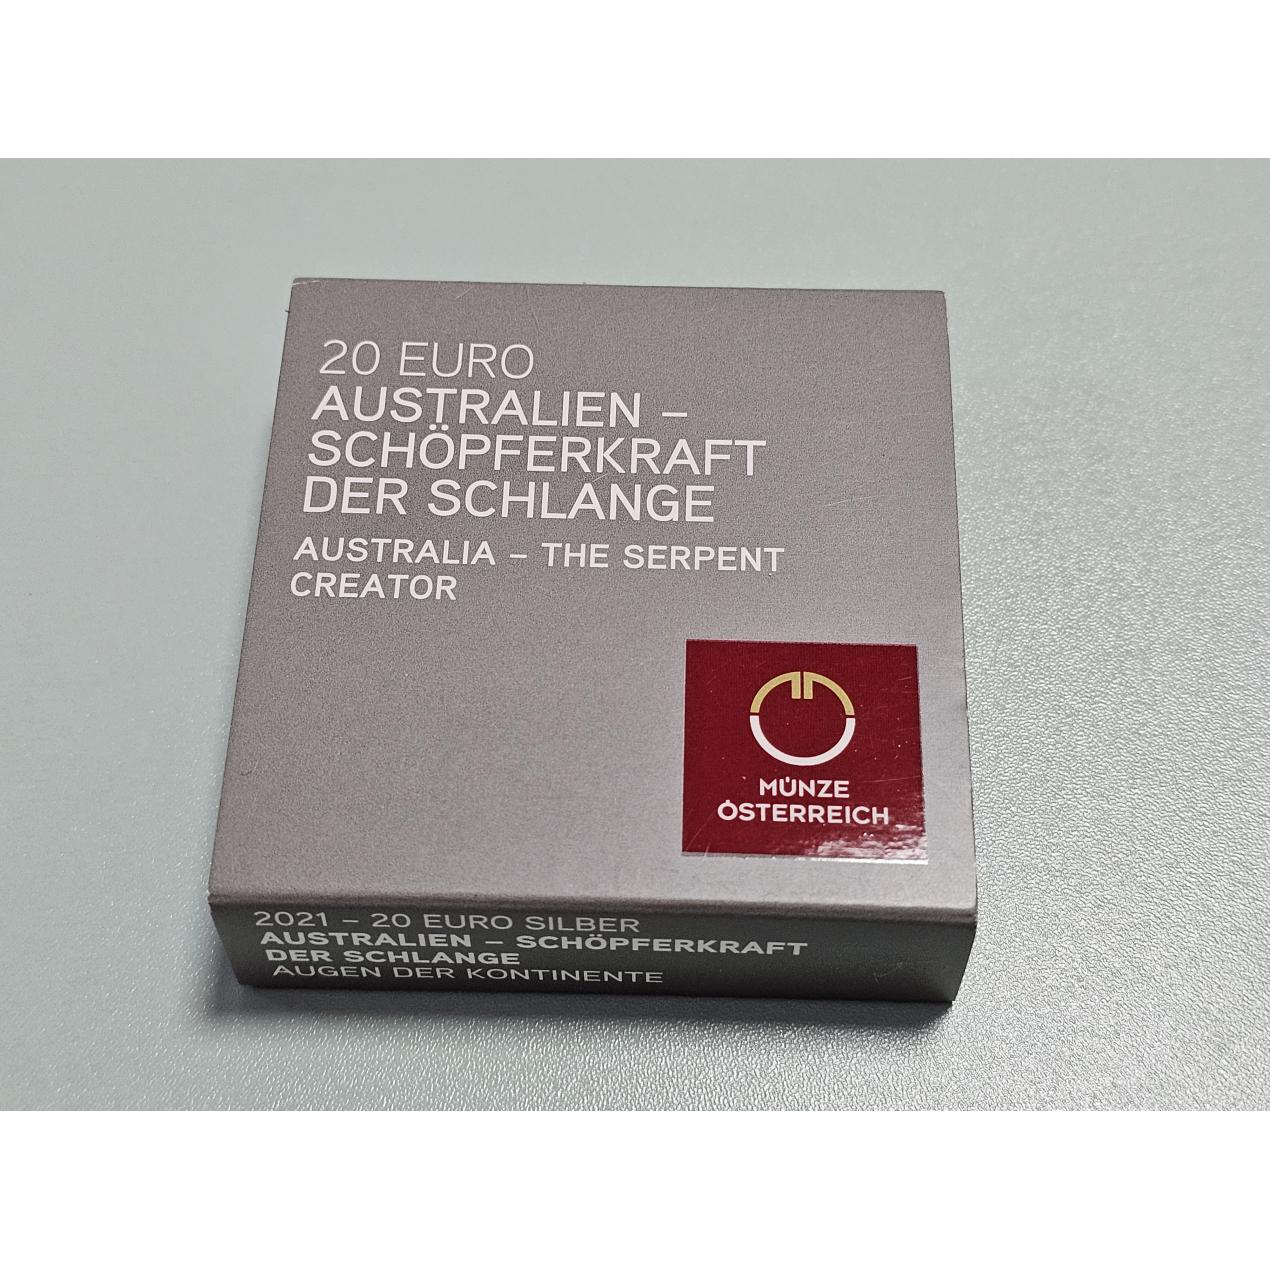 20 EURO
AUSTRALIEN –
SCHÖPFERKRAFT
DER SCHLANGE
AUSTRALIA – THE SERPENT
CREATOR
MÜNZE
ÖSTERREICH
2021 – 20 EURO SILBER
AUSTRALIEN – SCHÖPFERKRAFT
DER SCHLANGE
AUGEN DER KONTINENTE